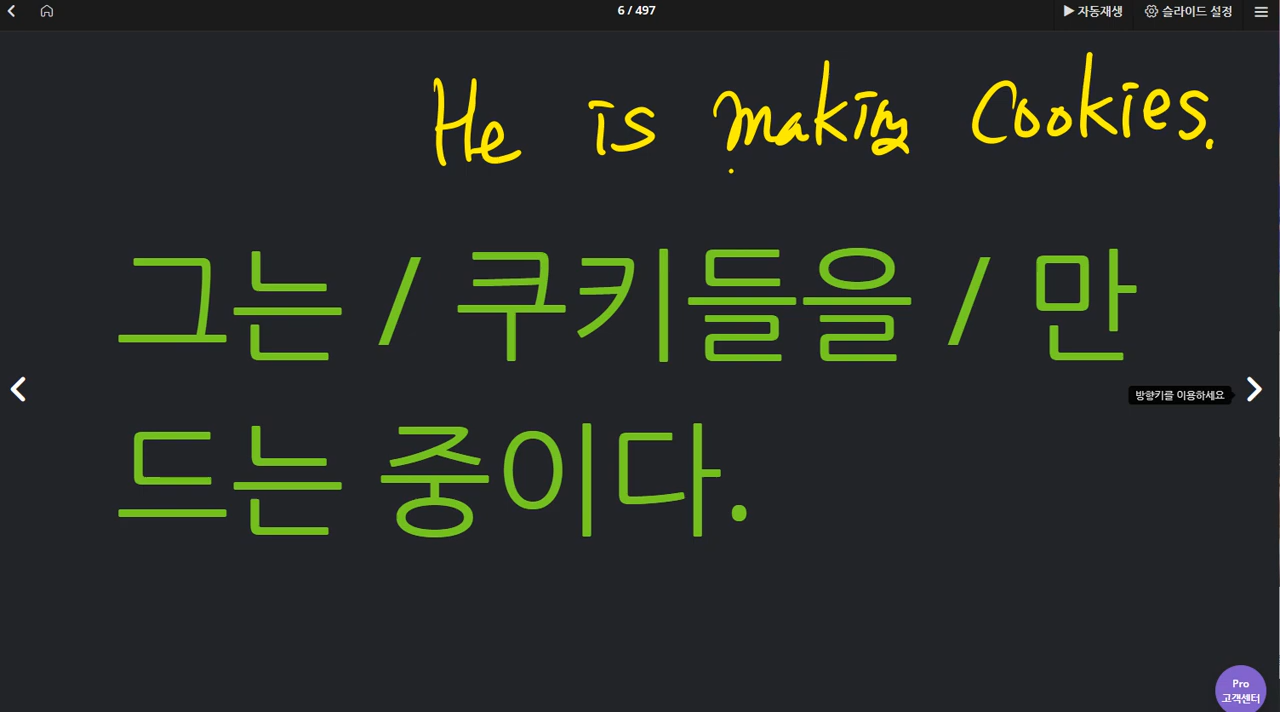 6 / 497
▶ 자동재생
슬라이드 설정
He is making Cookies.
그는 / 쿠키들을 / 만
드는 중이다.
방향키를 이용하세요
Pro
고객센터